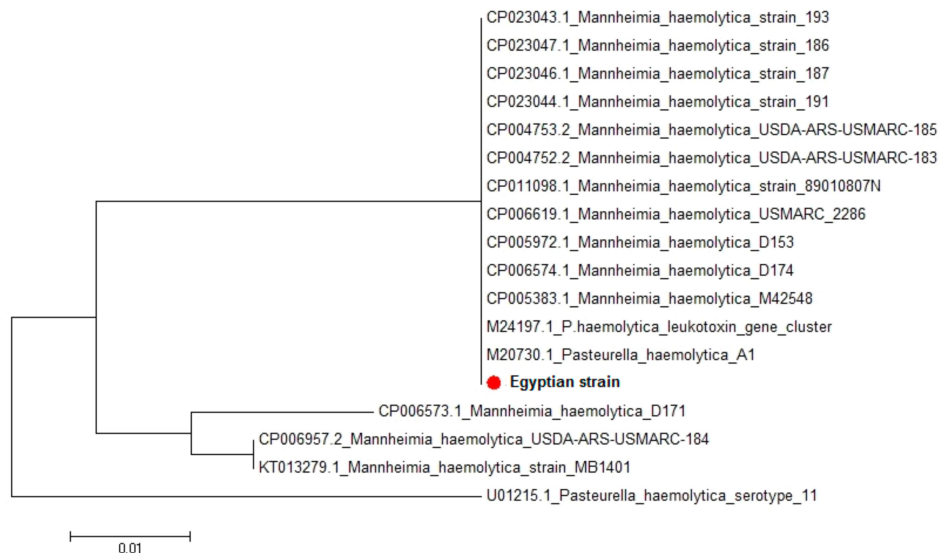 CP023043.1_Mannheimia_haemolytica_strain_193
CP023047.1_Mannheimia_haemolytica_strain_186
CP023046.1_Mannheimia_haemolytica_strain_187
CP023044.1_Mannheimia_haemolytica_strain_191
CP004753.2_Mannheimia_haemolytica_USDA-ARS-USMARC-185
CP004752.2_Mannheimia_haemolytica_USDA-ARS-USMARC-183
CP011098.1_Mannheimia_haemolytica_strain_89010807N
CP006619.1_Mannheimia_haemolytica_USMARC_2286
CP005972.1_Mannheimia_haemolytica_D153
CP006574.1_Mannheimia_haemolytica_D174
CP005383.1_Mannheimia_haemolytica_M42548
M24197.1_P.haemolytica_leukotoxin_gene_cluster
M20730.1_Pasteurella_haemolytica_A1
Egyptian strain
CP006573.1_Mannheimia_haemolytica_D171
CP006957.2_Mannheimia_haemolytica_USDA-ARS-USMARC-184
KT013279.1_Mannheimia_haemolytica_strain_MB1401
U01215.1_Pasteurella_haemolytica_serotype_11
0.01